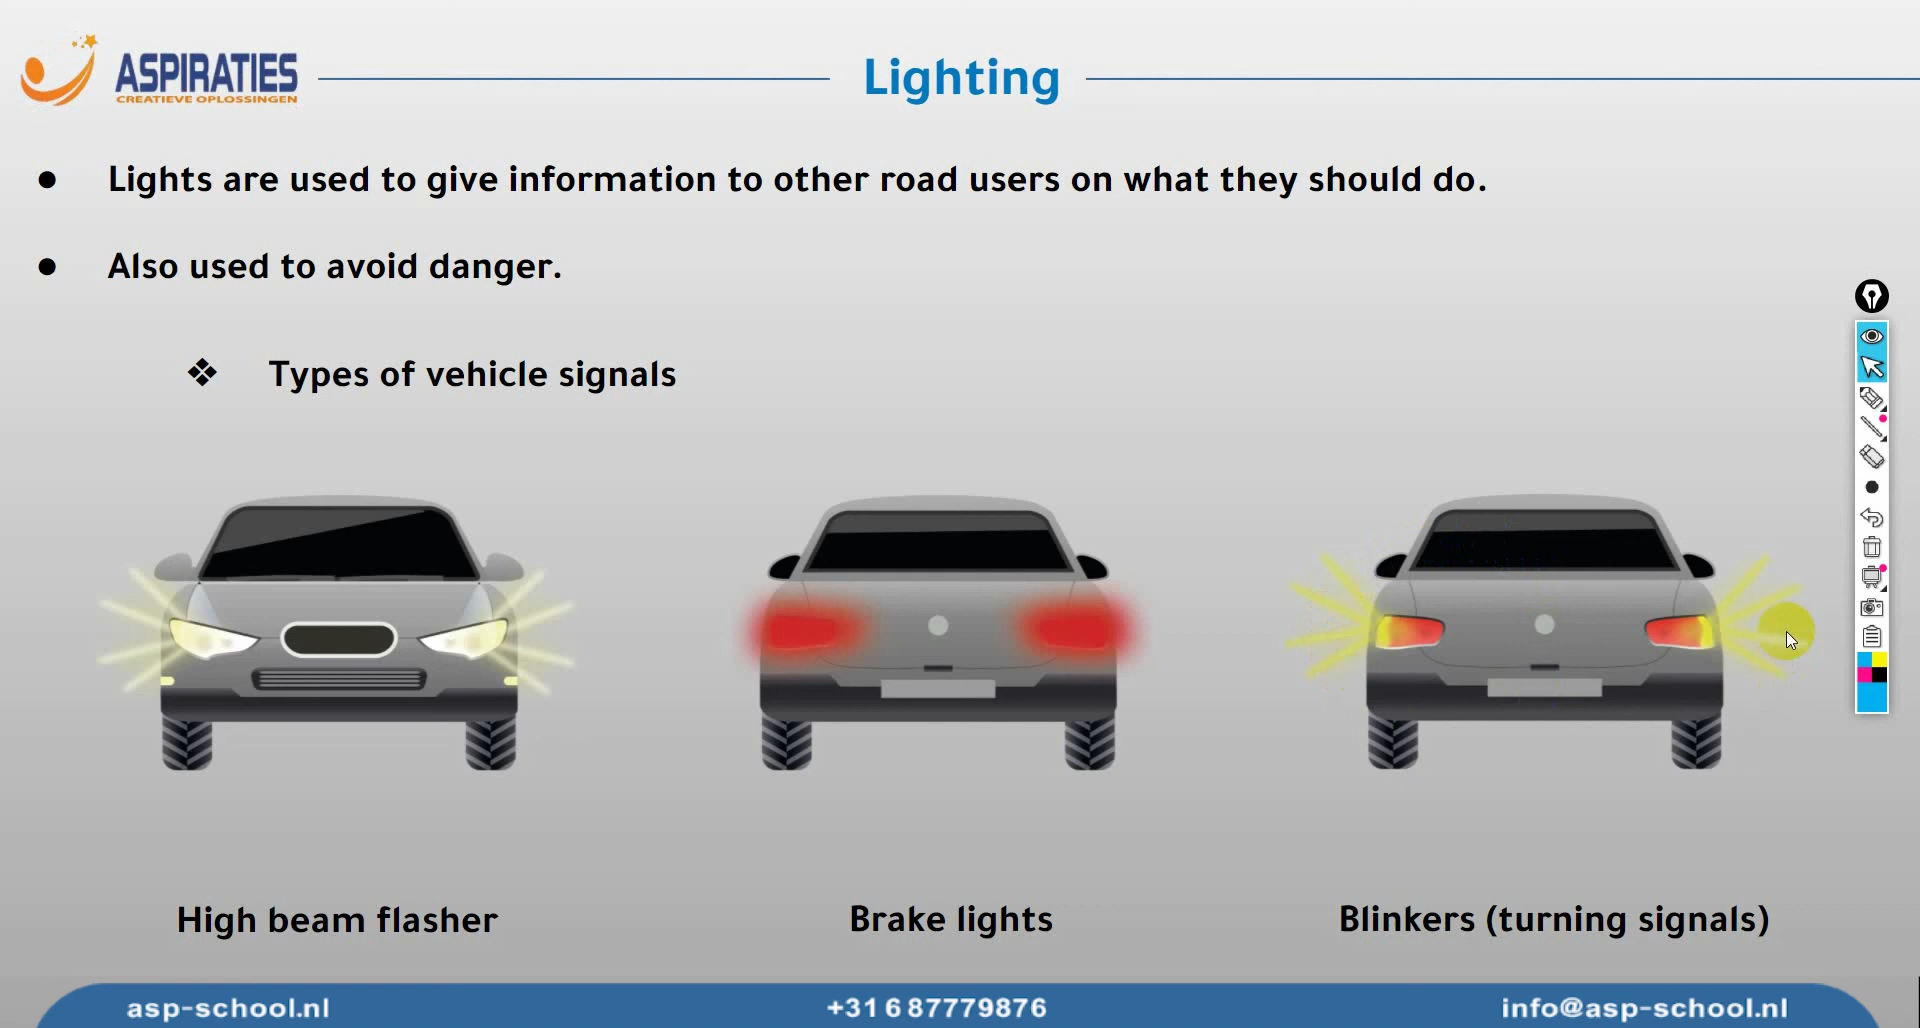 ASPIRATIES
CREATIEVE OPLOSSINGEN
Lighting
● Lights are used to give information to other road users on what they should do.
● Also used to avoid danger.
❖ Types of vehicle signals
High beam flasher
Brake lights
Blinkers (turning signals)
asp-school.nl
+31 6 87779876
info@asp-school.nl